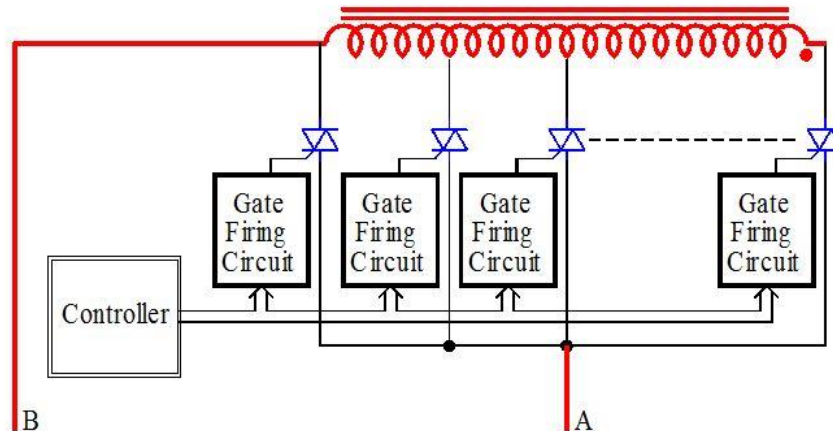 Gate
Firing
Circuit
Gate
Firing
Circuit
Gate
Firing
Circuit
Gate
Firing
Circuit
Controller
B
A